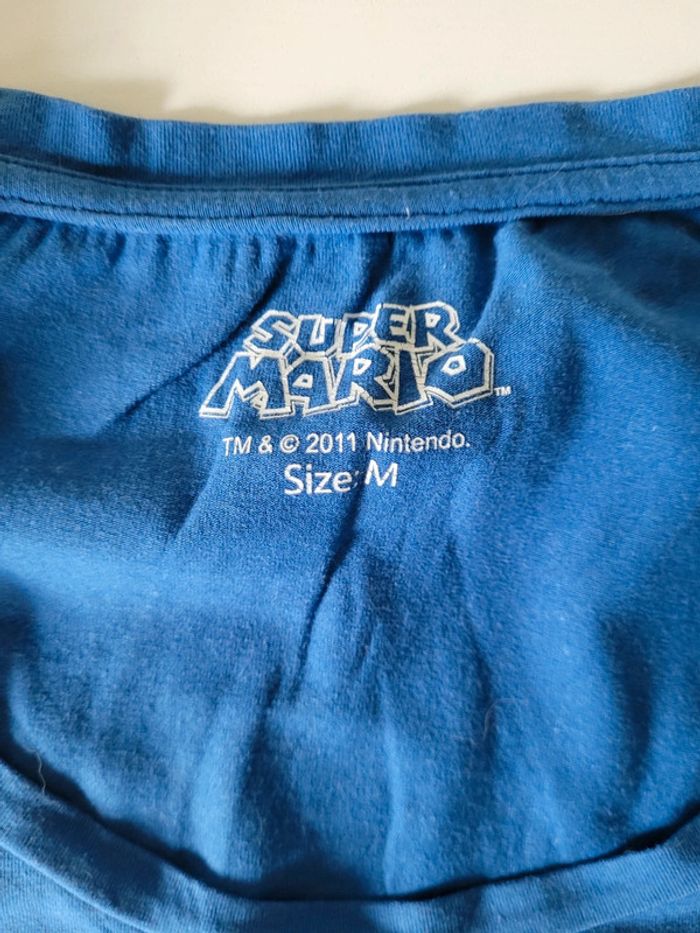 SUPER
MARIO™
TM & © 2011 Nintendo.
Size: M